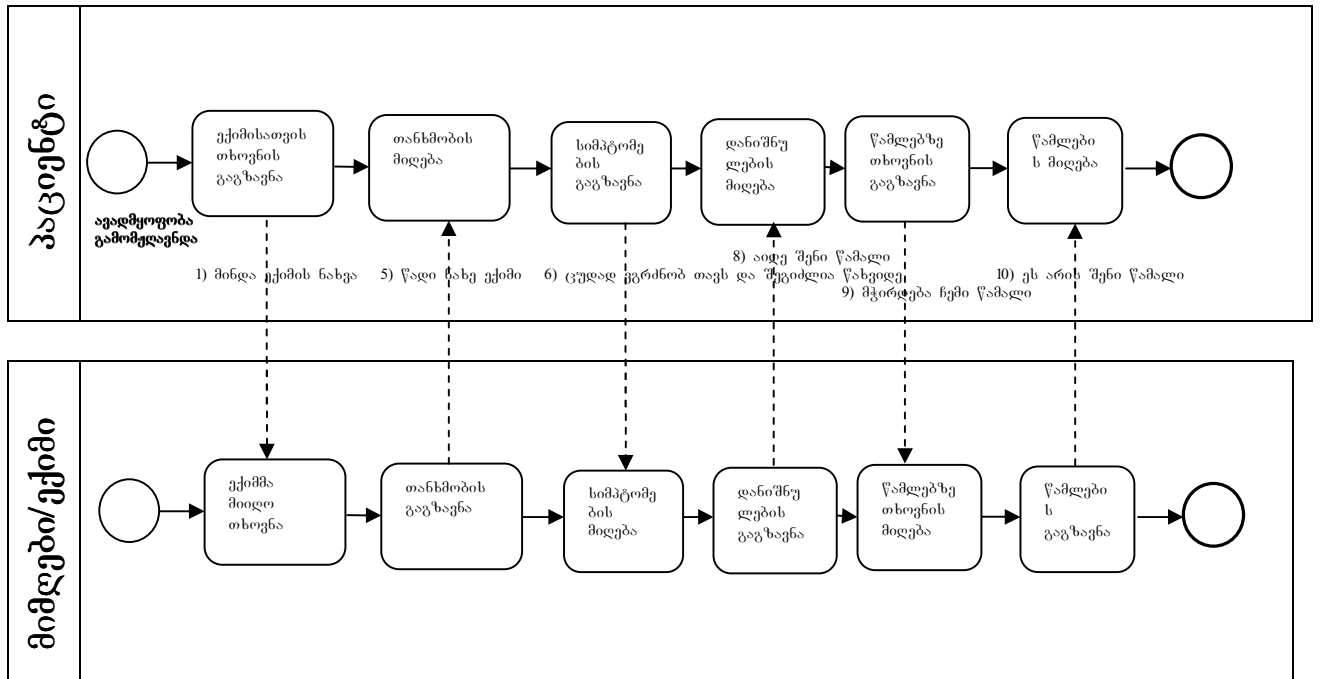 პაციენტი
ექიმისათვის
თხოვნის
გაგზავნა
თანხმობის
მიღება
სიმპტომე
ბის
გაგზავნა
დანიშნუ
ლების
მიღება
წამლებზე
თხოვნის
გაგზავნა
წამლები
ს მიღება
ავადმყოფობა
გამომჟღავნდა
1) მინდა ექიმის ნახვა
5) წადი ნახე ექიმი
6) ცუდად ვგრძნობ თავს და შეგიძლია წახვიდე
8) აიღე შენი წამალი
9) მჭირდება ჩემი წამალი
10) ეს არის შენი წამალი
მიმღები/ექიმი
ექიმმა
მიიღო
თხოვნა
თანხმობის
გაგზავნა
სიმპტომე
ბის
მიღება
დანიშნუ
ლების
გაგზავნა
წამლებზე
თხოვნის
მიღება
წამლები
ს
გაგზავნა